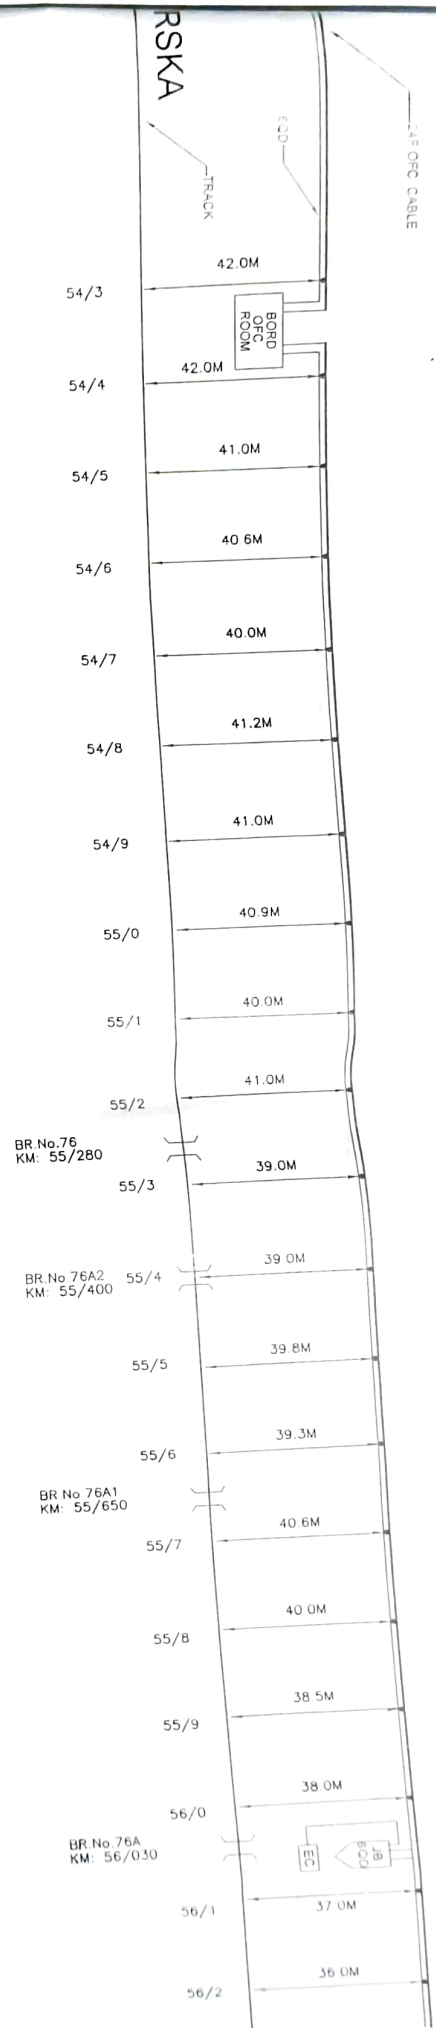 RSKA
24F OFC CABLE
6QD
TRACK
42.0M
54/3
BORD
OFC
ROOM
42.0M
54/4
41.0M
54/5
40.6M
54/6
40.0M
54/7
41.2M
54/8
41.0M
54/9
40.9M
55/0
40.0M
55/1
41.0M
55/2
BR.No.76
KM: 55/280
39.0M
55/3
39.0M
BR.No 76A2
KM: 55/400
55/4
39.8M
55/5
39.3M
55/6
BR No 76A1
KM: 55/650
40.6M
55/7
40.0M
55/8
38.5M
55/9
38.0M
56/0
BR.No.76A
KM: 56/030
EC
JB
6QD
37.0M
56/1
36.0M
56/2